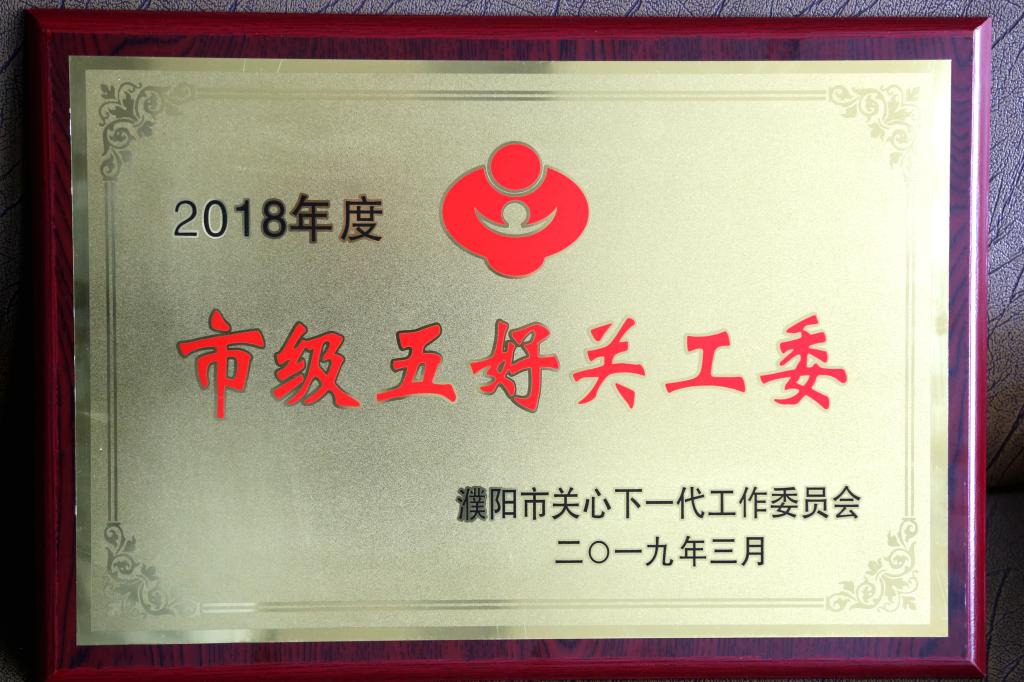 2018年度
市级五好关工委
濮阳市关心下一代工作委员会
二〇一九年三月